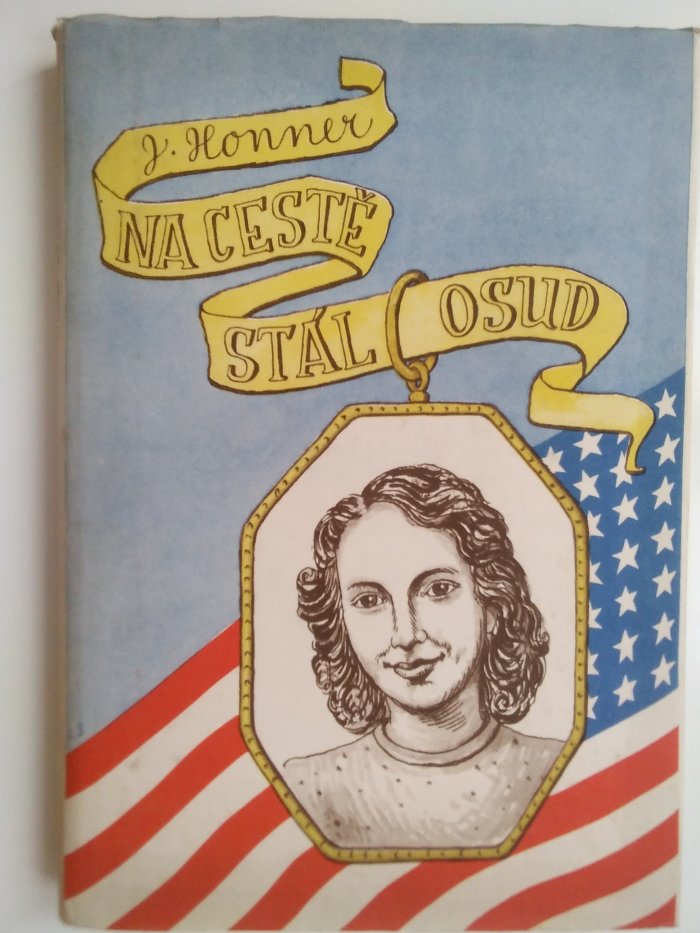 J. Honner
NA CESTĚ
STÁL OSUD